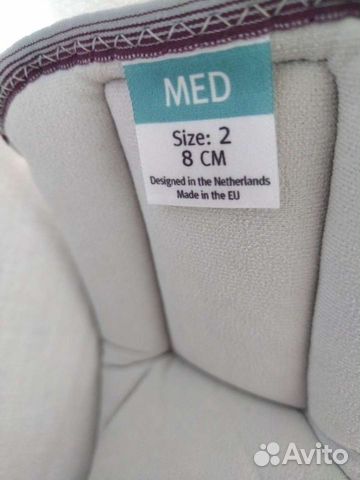 MED
Size: 2
8 CM
Designed in the Netherlands
Made in the EU
Avito